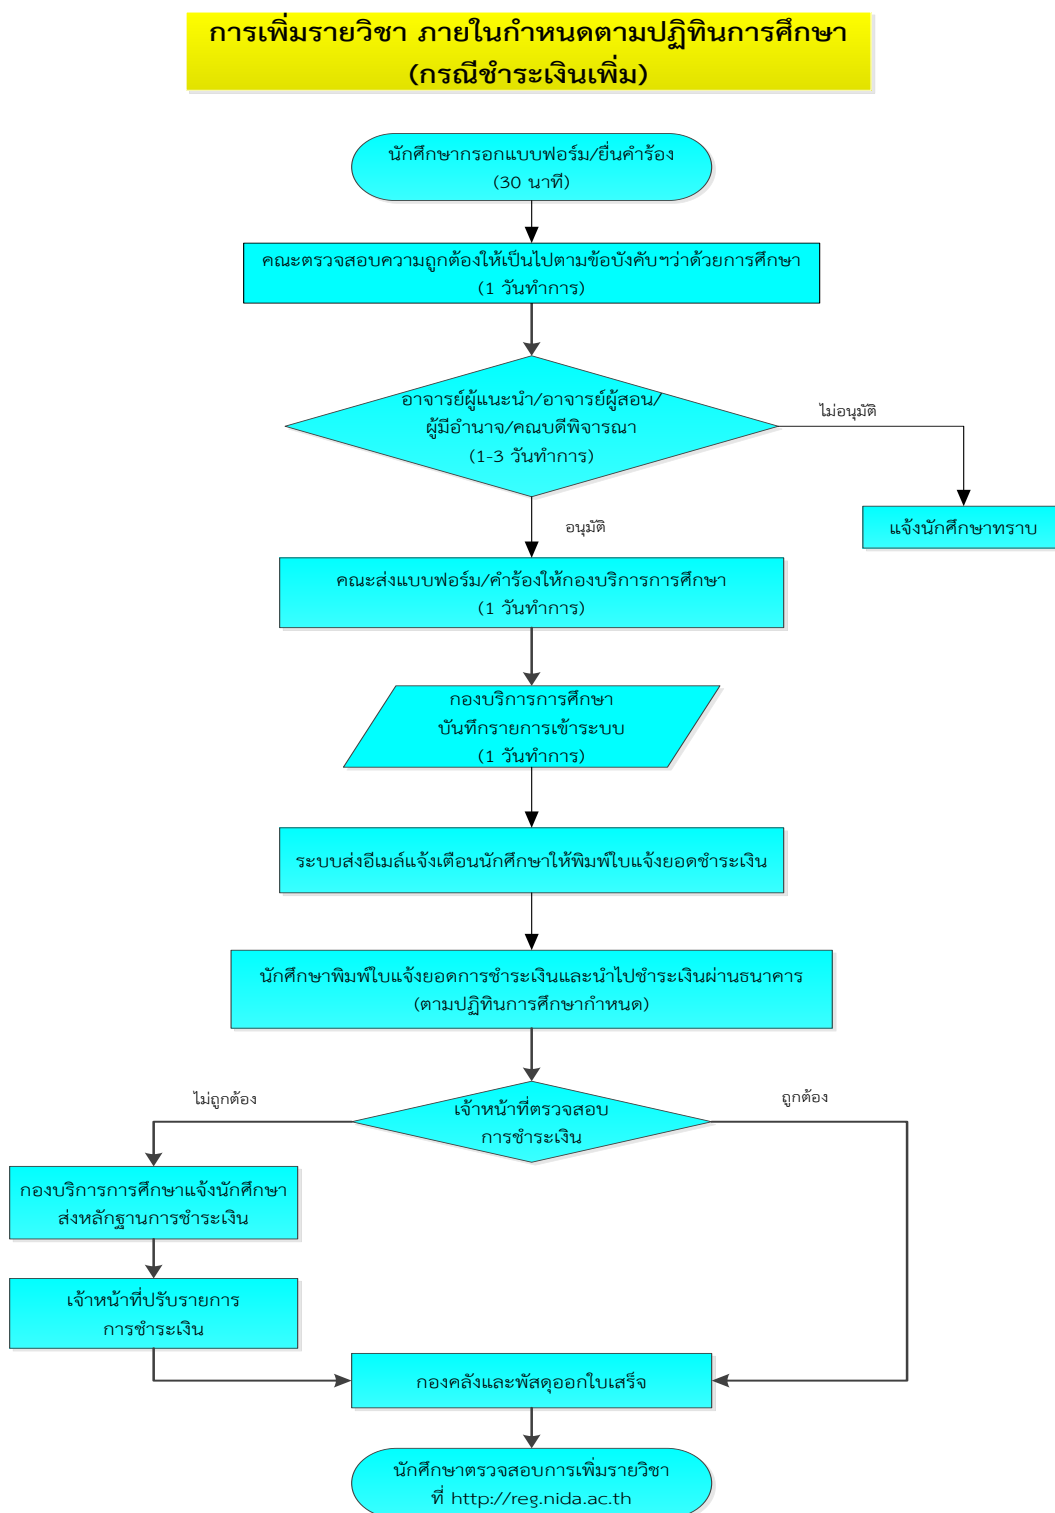 การเพิ่มรายวิชา ภายในกำหนดตามปฏิทินการศึกษา
(กรณีชำระเงินเพิ่ม)
นักศึกษากรอกแบบฟอร์ม/ยื่นคำร้อง
(30 นาที)
คณะตรวจสอบความถูกต้องให้เป็นไปตามข้อบังคับฯว่าด้วยการศึกษา
(1 วันทำการ)
อาจารย์ผู้แนะนำ/อาจารย์ผู้สอน/
ผู้มีอำนาจ/คณบดีพิจารณา
(1-3 วันทำการ)
ไม่อนุมัติ
แจ้งนักศึกษาทราบ
อนุมัติ
คณะส่งแบบฟอร์ม/คำร้องให้กองบริการการศึกษา
(1 วันทำการ)
กองบริการการศึกษา
บันทึกรายการเข้าระบบ
(1 วันทำการ)
ระบบส่งอีเมล์แจ้งเตือนนักศึกษาให้พิมพ์ใบแจ้งยอดชำระเงิน
นักศึกษาพิมพ์ใบแจ้งยอดการชำระเงินและนำไปชำระเงินผ่านธนาคาร
(ตามปฏิทินการศึกษากำหนด)
เจ้าหน้าที่ตรวจสอบ
การชำระเงิน
ไม่ถูกต้อง
ถูกต้อง
กองบริการการศึกษาแจ้งนักศึกษา
ส่งหลักฐานการชำระเงิน
เจ้าหน้าที่ปรับรายการ
การชำระเงิน
กองคลังและพัสดุออกใบเสร็จ
นักศึกษาตรวจสอบการเพิ่มรายวิชา
ที่ http://reg.nida.ac.th